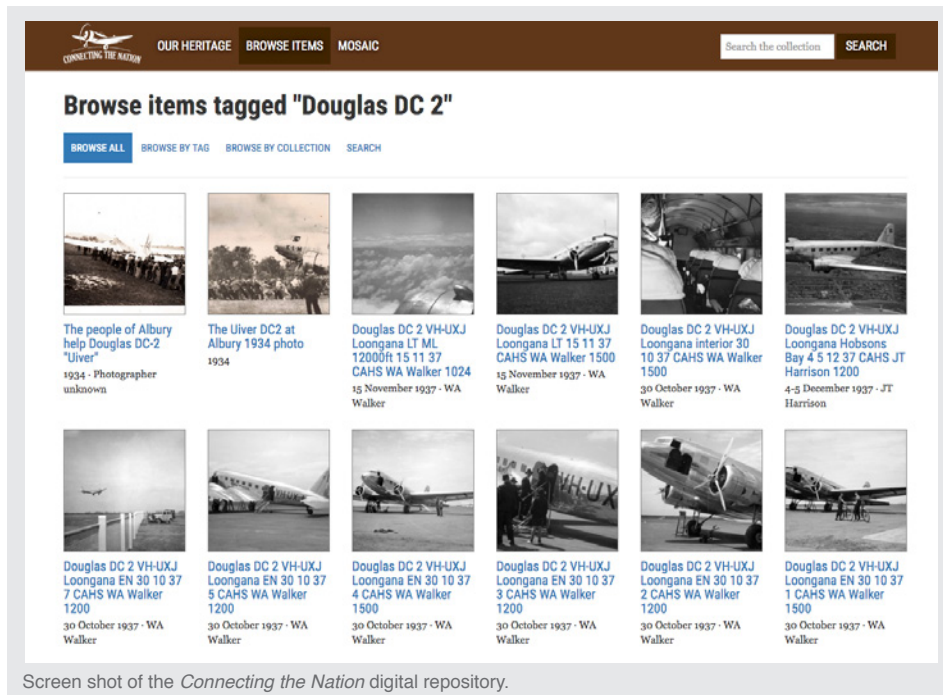 CONNECTING THE NATION
OUR HERITAGE BROWSE ITEMS MOSAIC Search the collection SEARCH
Browse items tagged "Douglas DC 2"
BROWSE ALL BROWSE BY TAG BROWSE BY COLLECTION SEARCH
The people of Albury
help Douglas DC-2
"Uiver"
1934 · Photographer
unknown
The Uiver DC2 at
Albury 1934 photo
1934
Douglas DC 2 VH-UXJ
Loongana LT ML
12000ft 15 11 37
CAHS WA Walker 1024
15 November 1937 · WA
Walker
Douglas DC 2 VH-UXJ
Loongana LT 15 11 37
CAHS WA Walker 1500
15 November 1937 · WA
Walker
Douglas DC 2 VH-UXJ
Loongana interior 30
10 37 CAHS WA Walker
1500
30 October 1937 · WA
Walker
Douglas DC 2 VH-UXJ
Loongana Hobsons
Bay 4 5 12 37 CAHS JT
Harrison 1200
4-5 December 1937 · JT
Harrison
VH-UX
Douglas DC 2 VH-UXJ
Loongana EN 30 10 37
7 CAHS WA Walker
1200
30 October 1937 · WA
Walker
Douglas DC 2 VH-UXJ
Loongana EN 30 10 37
5 CAHS WA Walker
1200
30 October 1937 · WA
Walker
Douglas DC 2 VH-UXJ
Loongana EN 30 10 37
4 CAHS WA Walker
1500
30 October 1937 · WA
Walker
Douglas DC 2 VH-UXJ
Loongana EN 30 10 37
3 CAHS WA Walker
1200
30 October 1937 · WA
Walker
Douglas DC 2 VH-UXJ
Loongana EN 30 10 37
2 CAHS WA Walker
1200
30 October 1937 · WA
Walker
Douglas DC 2 VH-UXJ
Loongana EN 30 10 37
1 CAHS WA Walker
1500
30 October 1937 · WA
Walker
Screen shot of the Connecting the Nation digital repository.